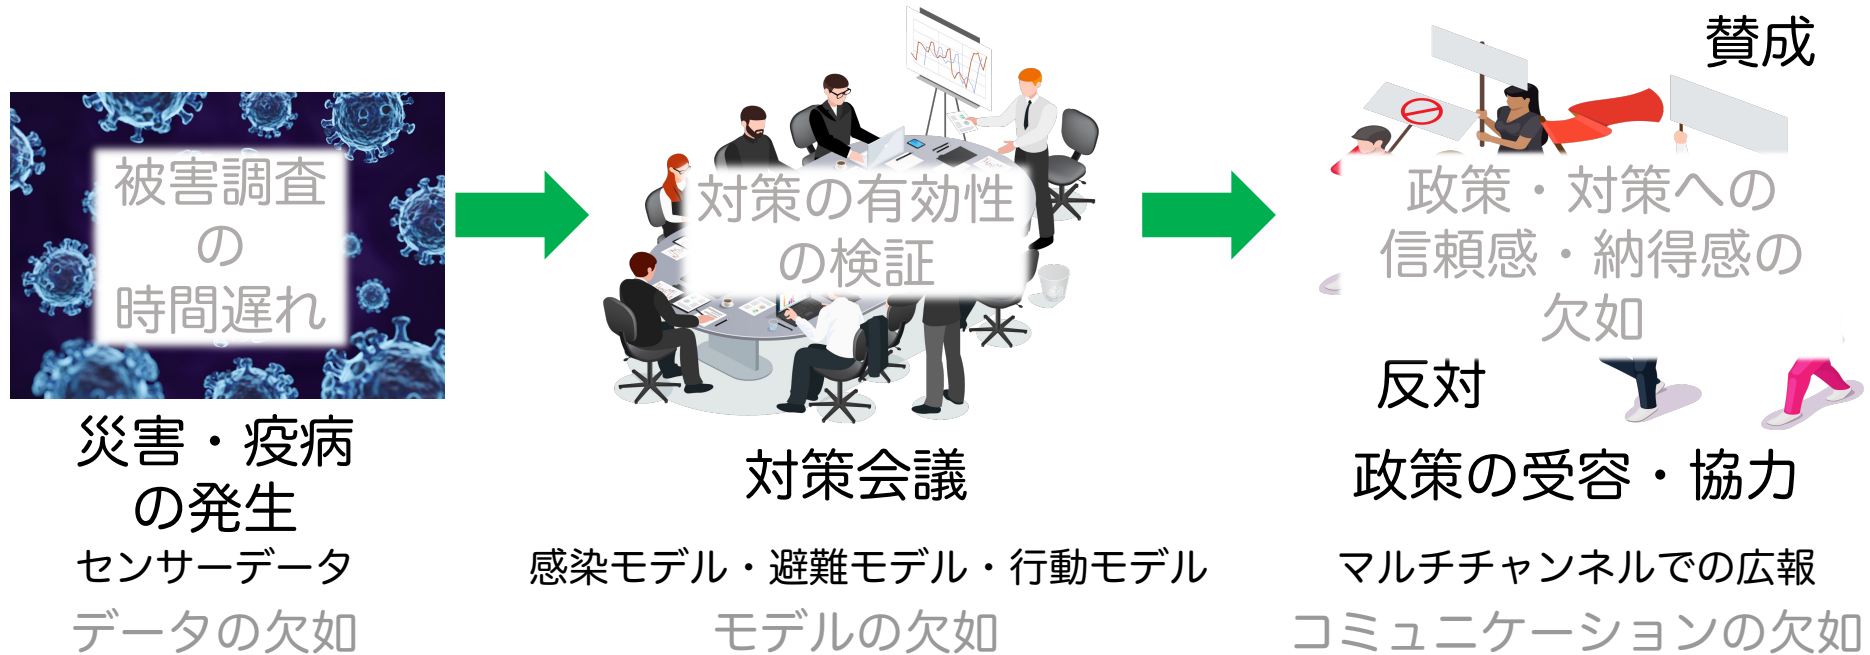 被害調査
の
時間遅れ
災害・疫病
の発生
センサーデータ
データの欠如
対策の有効性
の検証
対策会議
感染モデル・避難モデル・行動モデル
モデルの欠如
賛成
政策・対策への
信頼感・納得感の
欠如
反対
政策の受容・協力
マルチチャンネルでの広報
コミュニケーションの欠如